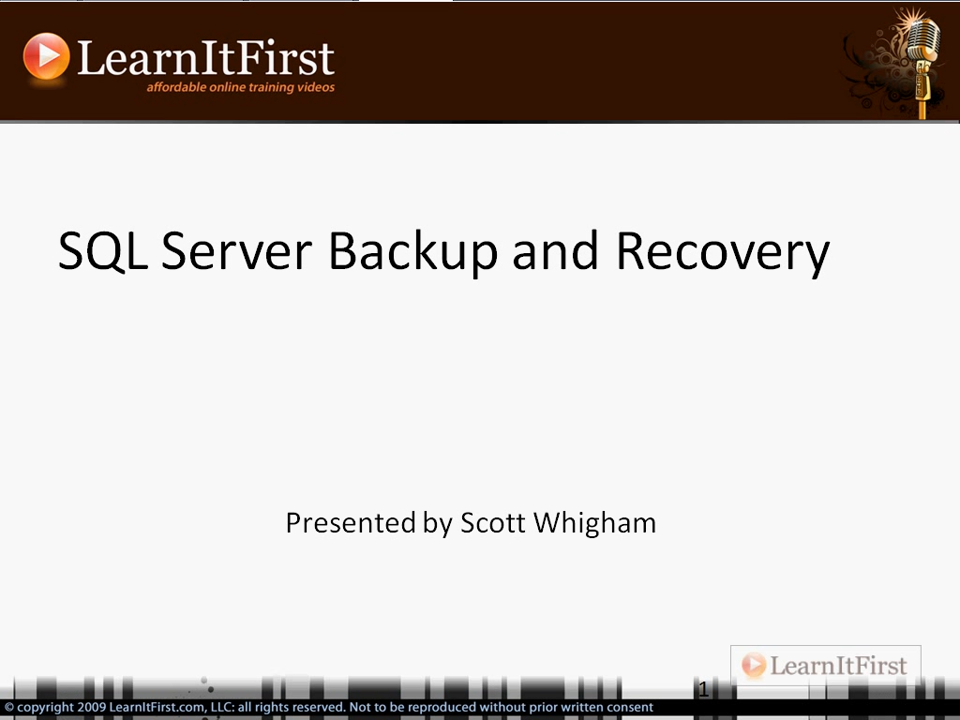 LearnItFirst
affordable online training videos
SQL Server Backup and Recovery
Presented by Scott Whigham
LearnItFirst
1
© copyright 2009 LearnItFirst.com, LLC: all rights reserved. Not to be reproduced without prior written consent